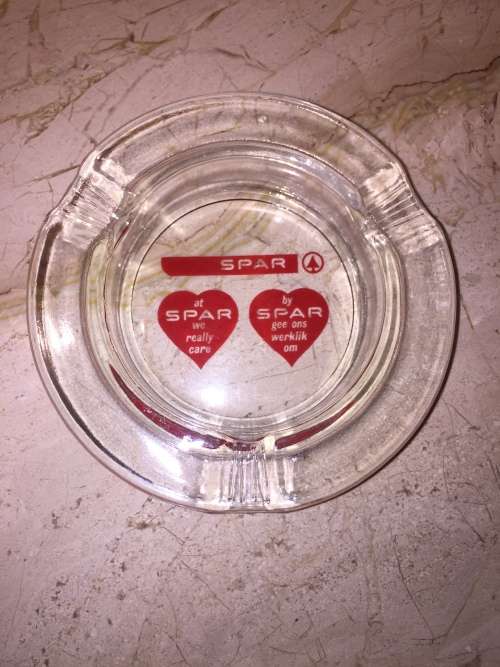 SPAR
at
SPAR
we
really
care
by
SPAR
gee ons
werklik
om